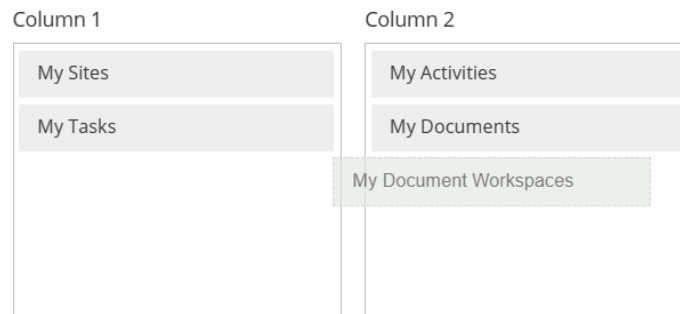 Column 1
My Sites
My Tasks
Column 2
My Activities
My Documents
My Document Workspaces